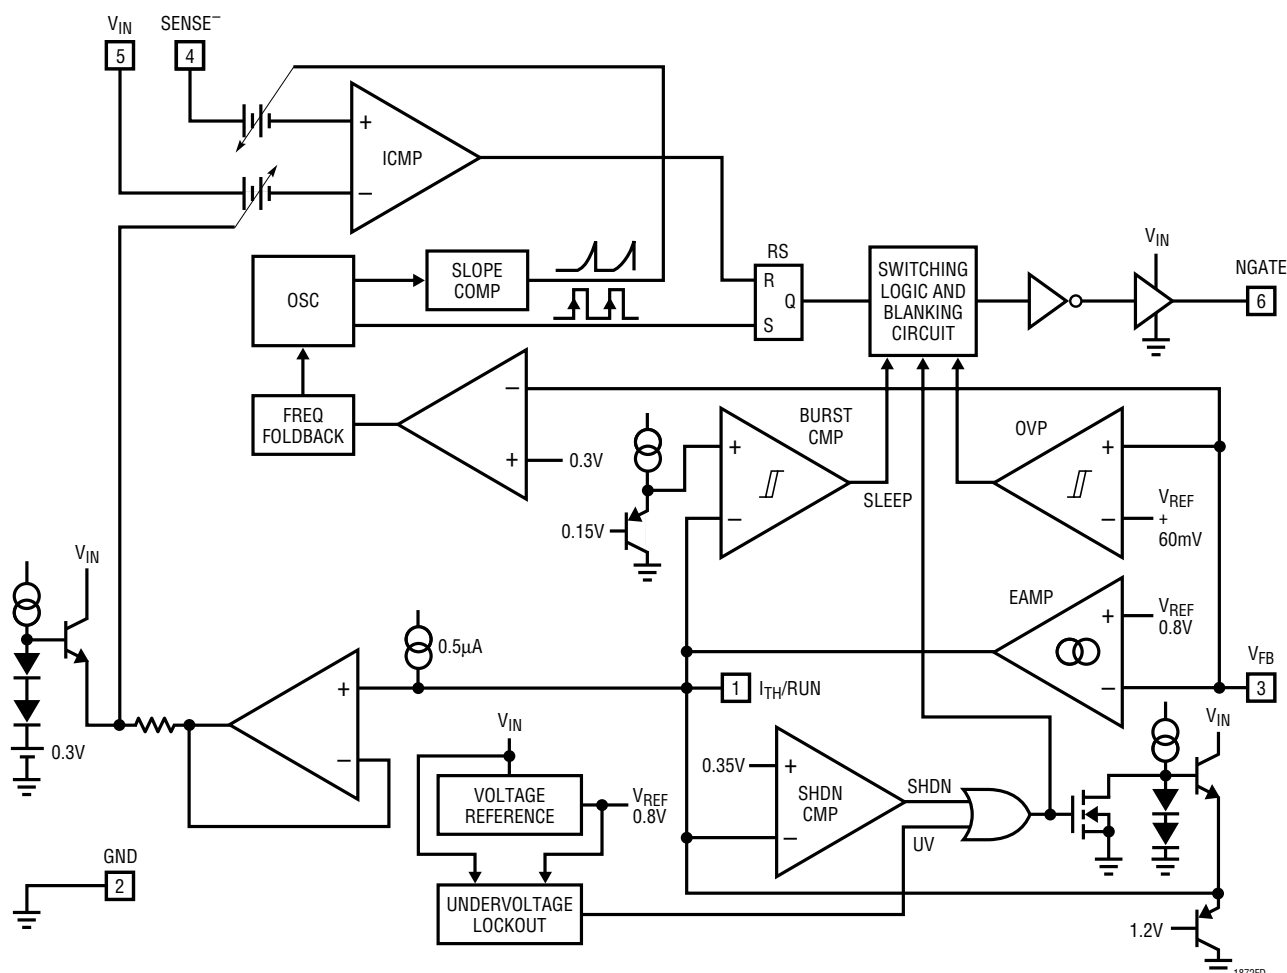 VIN
SENSE−
5
4
+
ICMP
−
OSC
SLOPE
COMP
RS
R
Q
S
SWITCHING
LOGIC AND
BLANKING
CIRCUIT
VIN
NGATE
6
FREQ
FOLDBACK
−
+
0.3V
0.15V
+
−
BURST
CMP
SLEEP
OVP
+
−
VREF
+
60mV
EAMP
+
−
VREF
0.8V
VFB
3
VIN
0.3V
+
−
0.5µA
1
ITH/RUN
VIN
VOLTAGE
REFERENCE
VREF
0.8V
UNDERVOLTAGE
LOCKOUT
0.35V
+
−
SHDN
CMP
SHDN
UV
VIN
1.2V
GND
2
1872FD